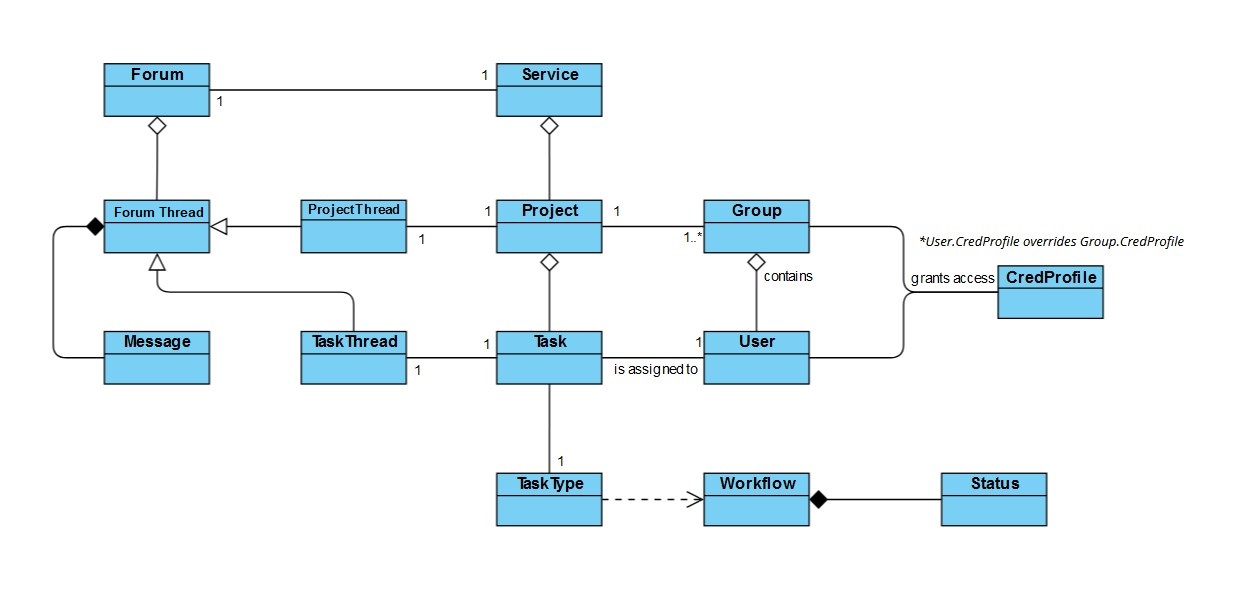 Forum
1
1
Service
Forum Thread
ProjectThread
1
1
Project
1
1..*
Group
*User.CredProfile overrides Group.CredProfile
contains
grants access
CredProfile
Message
TaskThread
1
1
Task
1
is assigned to
User
1
TaskType
Workflow
Status